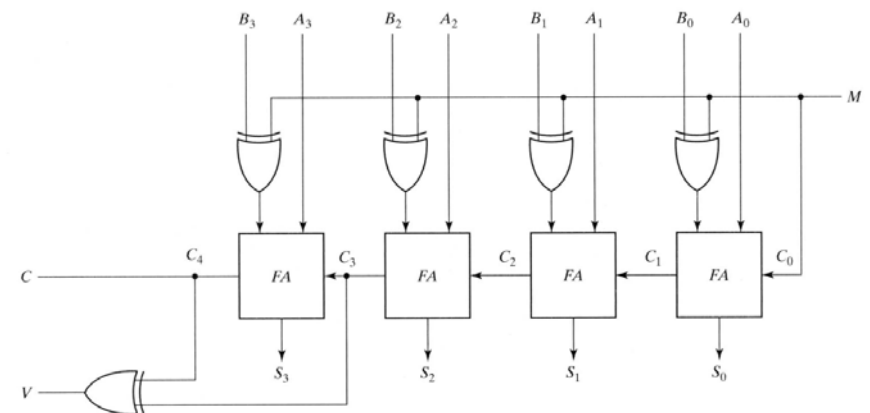 B₃ A₃ B₂ A₂ B₁ A₁ B₀ A₀
M
C₄ C₃ C₂ C₁ C₀
C FA FA FA FA
S₃ S₂ S₁ S₀
V